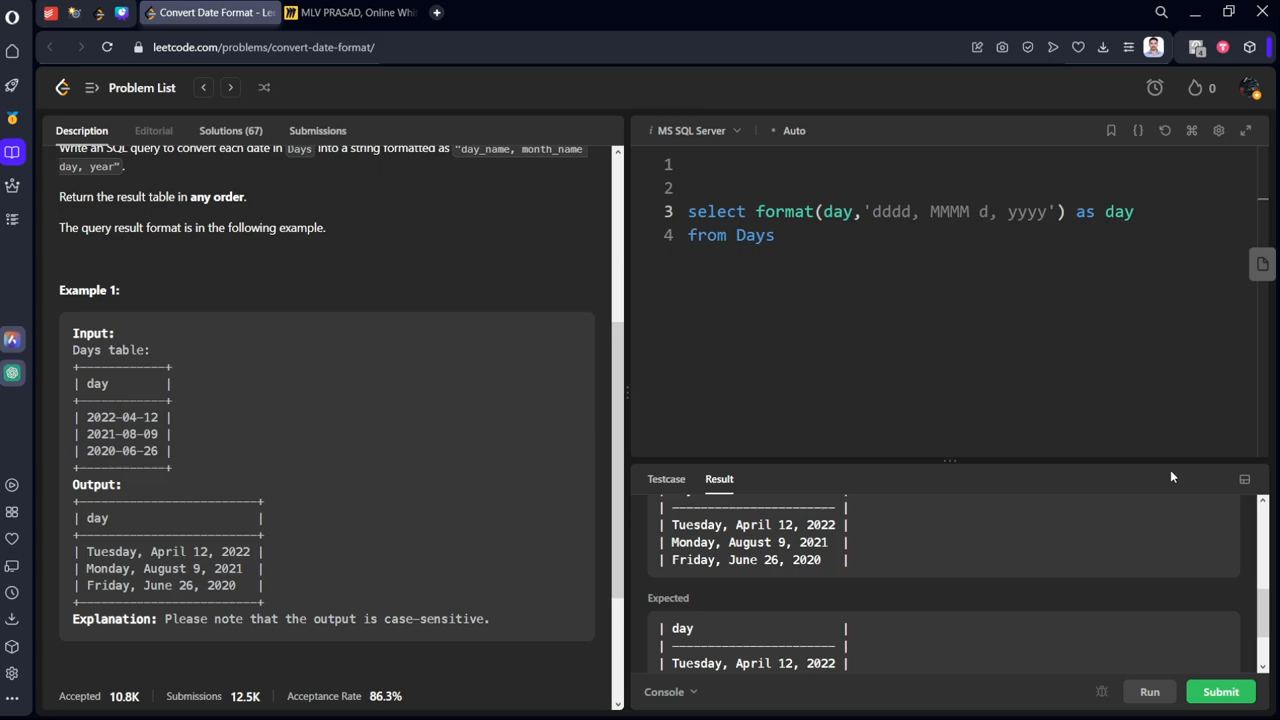 Convert Date Format - Lee
MLV PRASAD, Online Whi
leetcode.com/problems/convert-date-format/
4
Problem List
0
Description
Editorial
Solutions (67)
Submissions
Write an SQL query to convert each date in Days into a string formatted as "day_name, month_name
day, year".
Return the result table in any order.
The query result format is in the following example.
Example 1:
Input:
Days table:
+------------+
| day |
+------------+
| 2022-04-12 |
| 2021-08-09 |
| 2020-06-26 |
+------------+
Output:
+-------------------------+
| day |
+-------------------------+
| Tuesday, April 12, 2022 |
| Monday, August 9, 2021 |
| Friday, June 26, 2020 |
+-------------------------+
Explanation: Please note that the output is case-sensitive.
Accepted 10.8K
Submissions 12.5K
Acceptance Rate 86.3%
i MS SQL Server
• Auto
1
2
3 select format(day,'dddd, MMMM d, yyyy') as day
4 from Days
Testcase
Result
| ----------------------- |
| Tuesday, April 12, 2022 |
| Monday, August 9, 2021 |
| Friday, June 26, 2020 |
Expected
| day |
| ----------------------- |
| Tuesday, April 12, 2022 |
Console
Run
Submit